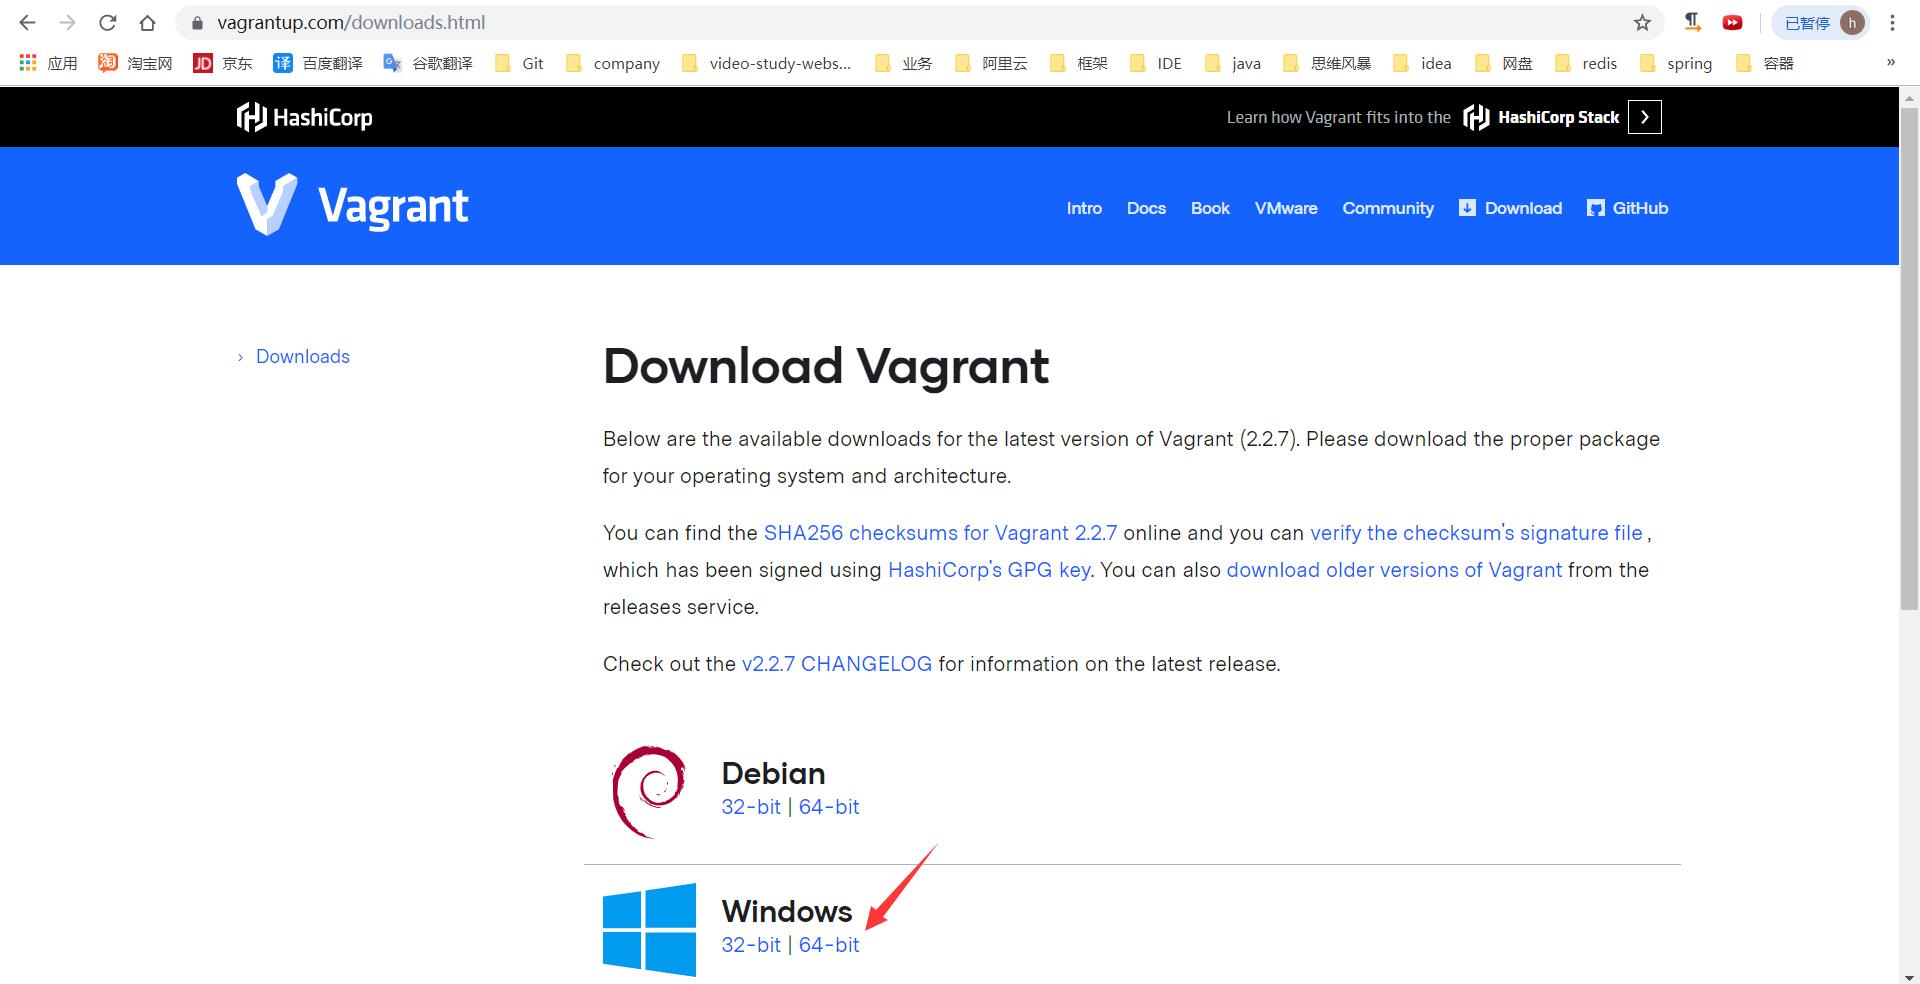 vagrantup.com/downloads.html
已暂停 h
应用 淘 淘宝网 JD 京东 译 百度翻译 G 谷歌翻译 Git company video-study-webs... 业务 阿里云 框架 IDE java 思维风暴 idea 网盘 redis spring 容器 »
HashiCorp
Learn how Vagrant fits into the HashiCorp Stack
Vagrant
Intro Docs Book VMware Community Download GitHub
› Downloads
Download Vagrant
Below are the available downloads for the latest version of Vagrant (2.2.7). Please download the proper package
for your operating system and architecture.
You can find the SHA256 checksums for Vagrant 2.2.7 online and you can verify the checksum's signature file ,
which has been signed using HashiCorp's GPG key. You can also download older versions of Vagrant from the
releases service.
Check out the v2.2.7 CHANGELOG for information on the latest release.
Debian
32-bit | 64-bit
Windows
32-bit | 64-bit